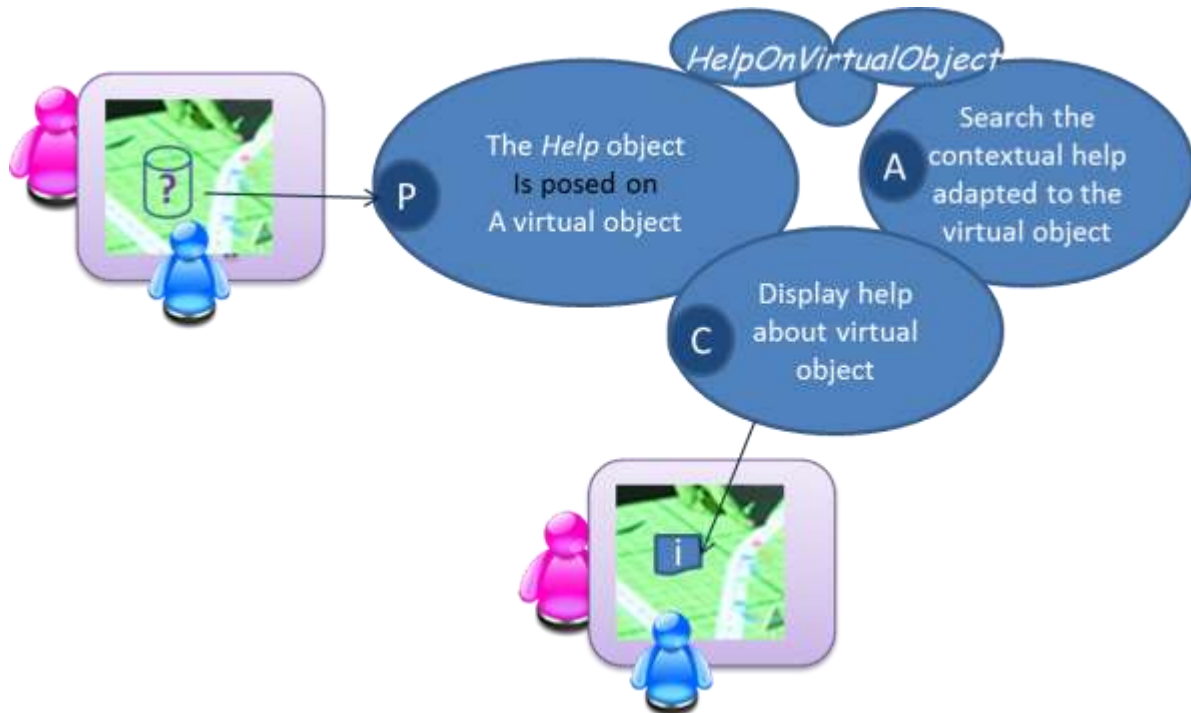 HelpOnVirtualObject
?
P
The Help object
Is posed on
A virtual object
A
Search the
contextual help
adapted to the
virtual object
C
Display help
about virtual
object
i